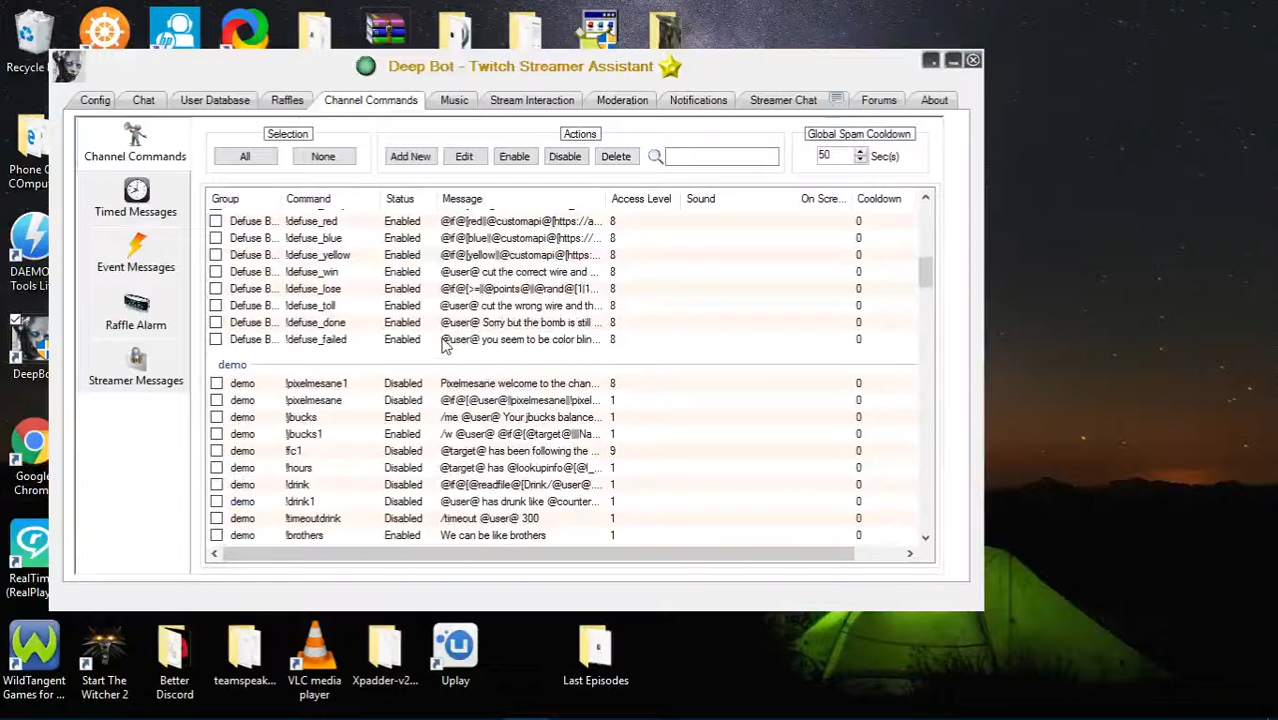 Recycle
Deep Bot - Twitch Streamer Assistant
Config
Chat
User Database
Raffles
Channel Commands
Music
Stream Interaction
Moderation
Notifications
Streamer Chat
Forums
About
Channel Commands
Timed Messages
Event Messages
Raffle Alarm
Streamer Messages
Selection
Actions
Global Spam Cooldown
All
None
Add New
Edit
Enable
Disable
Delete
50
Sec(s)
Group Command Status Message Access Level Sound On Scre... Cooldown
Defuse B... !defuse_red Enabled @if@[red||@customapi@[https://a... 8 0
Defuse B... !defuse_blue Enabled @if@[blue||@customapi@[https:/... 8 0
Defuse B... !defuse_yellow Enabled @if@[yellow||@customapi@[https:... 8 0
Defuse B... !defuse_win Enabled @user@ cut the correct wire and ... 8 0
Defuse B... !defuse_lose Enabled @if@[>=||@points@||@rand@[1|1... 8 0
Defuse B... !defuse_toll Enabled @user@ cut the wrong wire and th... 8 0
Defuse B... !defuse_done Enabled @user@ Sorry but the bomb is still ... 8 0
Defuse B... !defuse_failed Enabled @user@ you seem to be color blin... 8 0
demo
demo !pixelmesane1 Disabled Pixelmesane welcome to the chan... 8 0
demo !pixelmesane Disabled @if@[@user@||pixelmesane||!pixel... 1 0
demo !jbucks Enabled /me @user@ Your jbucks balance... 1 0
demo !jbucks1 Enabled /w @user@ @if@[@target@||||Na... 1 0
demo !fc1 Disabled @target@ has been following the ... 9 0
demo !hours Disabled @target@ has @lookupinfo@[@l_... 1 0
demo !drink Disabled @if@[@readfile@[Drink/@user@.... 1 0
demo !drink1 Disabled @user@ has drunk like @counter... 1 0
demo !timeoutdrink Disabled /timeout @user@ 300 1 0
demo !brothers Enabled We can be like brothers 1 0
Phone C
COmput
DAEMO
Tools Li
DeepBo
Google
Chrom
RealTim
(RealPlay
WildTangent
Games for ...
Start The
Witcher 2
Better
Discord
teamspeak...
VLC media
player
Xpadder-v2...
Uplay
Last Episodes